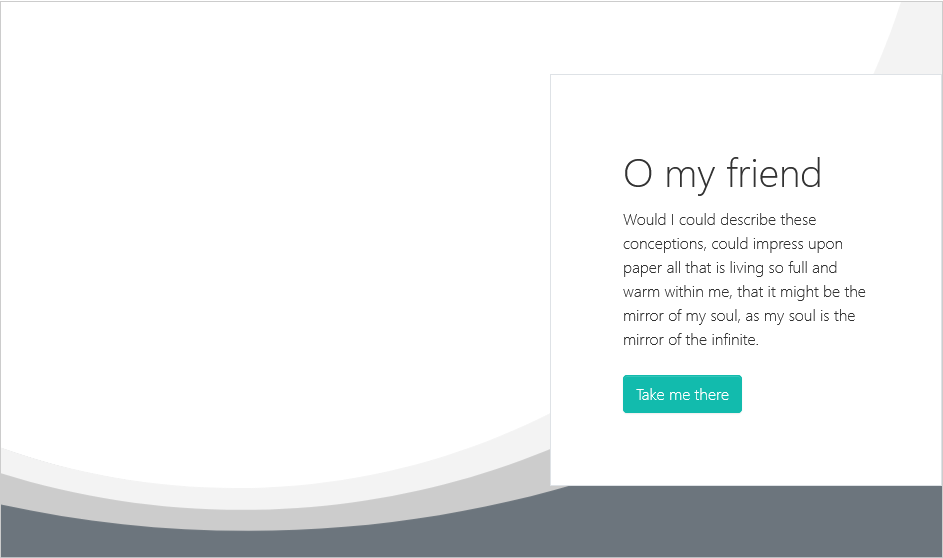 O my friend
Would I could describe these
conceptions, could impress upon
paper all that is living so full and
warm within me, that it might be the
mirror of my soul, as my soul is the
mirror of the infinite.
Take me there